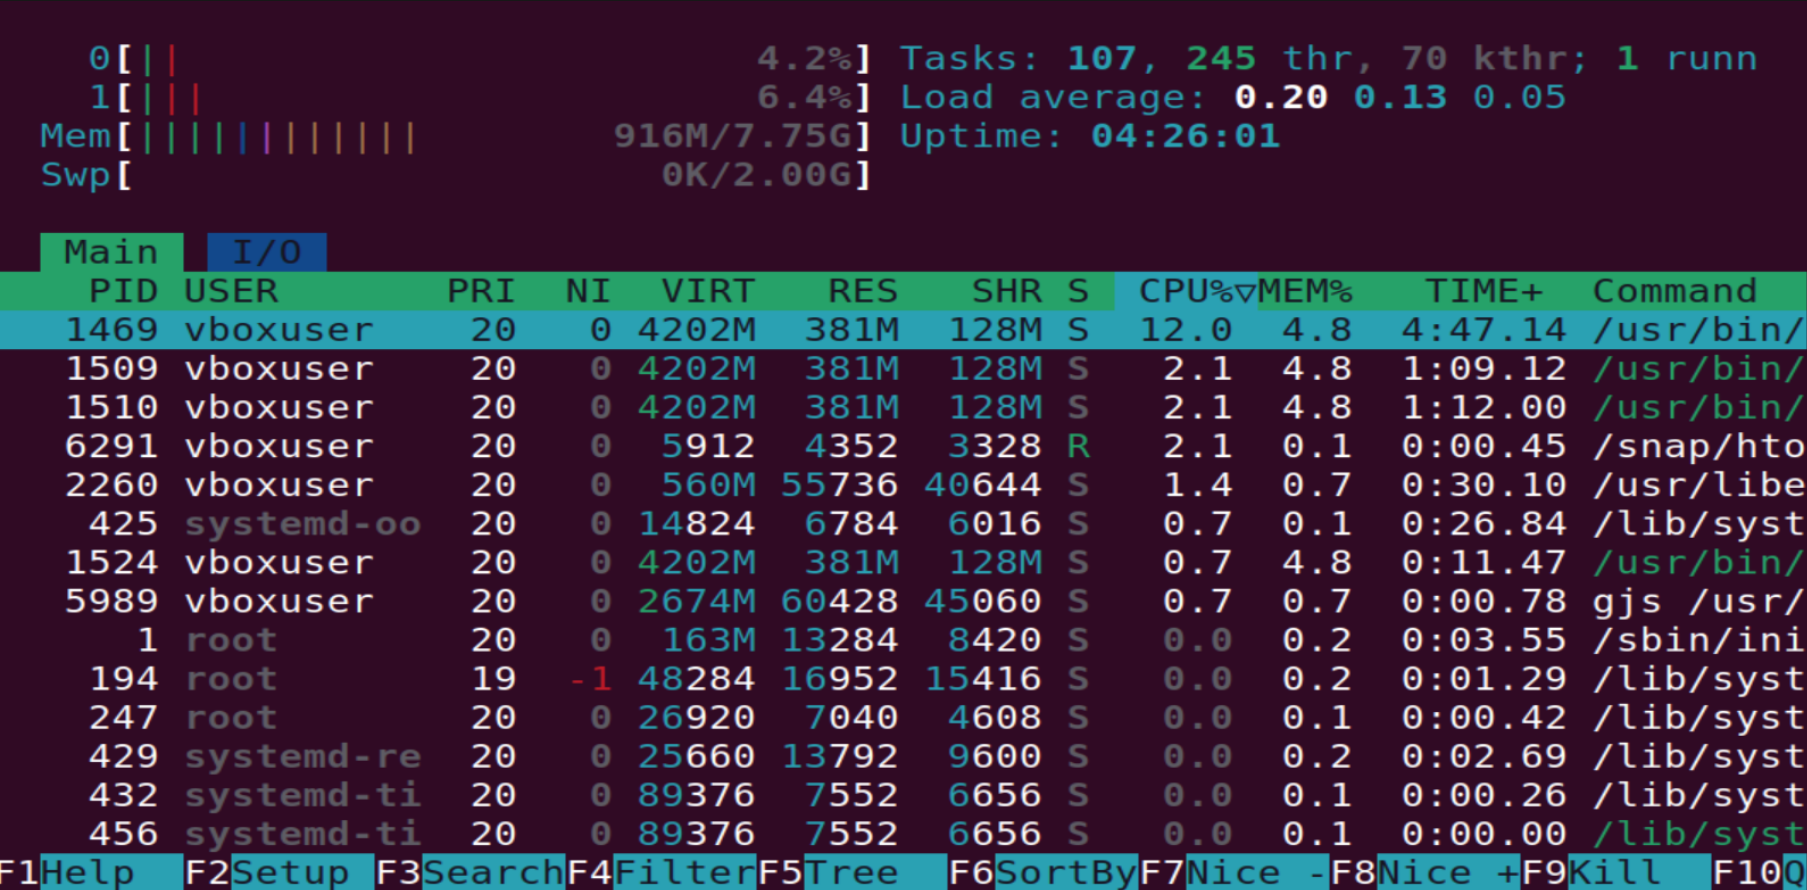 0[|| 4.2%] Tasks: 107, 245 thr, 70 kthr; 1 runn
1[||| 6.4%] Load average: 0.20 0.13 0.05
Mem[|||||||||||| 916M/7.75G] Uptime: 04:26:01
Swp[ 0K/2.00G]
Main I/O
PID USER PRI NI VIRT RES SHR S CPU%▽MEM% TIME+ Command
1469 vboxuser 20 0 4202M 381M 128M S 12.0 4.8 4:47.14 /usr/bin/
1509 vboxuser 20 0 4202M 381M 128M S 2.1 4.8 1:09.12 /usr/bin/
1510 vboxuser 20 0 4202M 381M 128M S 2.1 4.8 1:12.00 /usr/bin/
6291 vboxuser 20 0 5912 4352 3328 R 2.1 0.1 0:00.45 /snap/hto
2260 vboxuser 20 0 560M 55736 40644 S 1.4 0.7 0:30.10 /usr/libe
425 systemd-oo 20 0 14824 6784 6016 S 0.7 0.1 0:26.84 /lib/syst
1524 vboxuser 20 0 4202M 381M 128M S 0.7 4.8 0:11.47 /usr/bin/
5989 vboxuser 20 0 2674M 60428 45060 S 0.7 0.7 0:00.78 gjs /usr/
1 root 20 0 163M 13284 8420 S 0.0 0.2 0:03.55 /sbin/ini
194 root 19 -1 48284 16952 15416 S 0.0 0.2 0:01.29 /lib/syst
247 root 20 0 26920 7040 4608 S 0.0 0.1 0:00.42 /lib/syst
429 systemd-re 20 0 25660 13792 9600 S 0.0 0.2 0:02.69 /lib/syst
432 systemd-ti 20 0 89376 7552 6656 S 0.0 0.1 0:00.26 /lib/syst
456 systemd-ti 20 0 89376 7552 6656 S 0.0 0.1 0:00.00 /lib/syst
F1Help F2Setup F3SearchF4FilterF5Tree F6SortByF7Nice -F8Nice +F9Kill F10Q